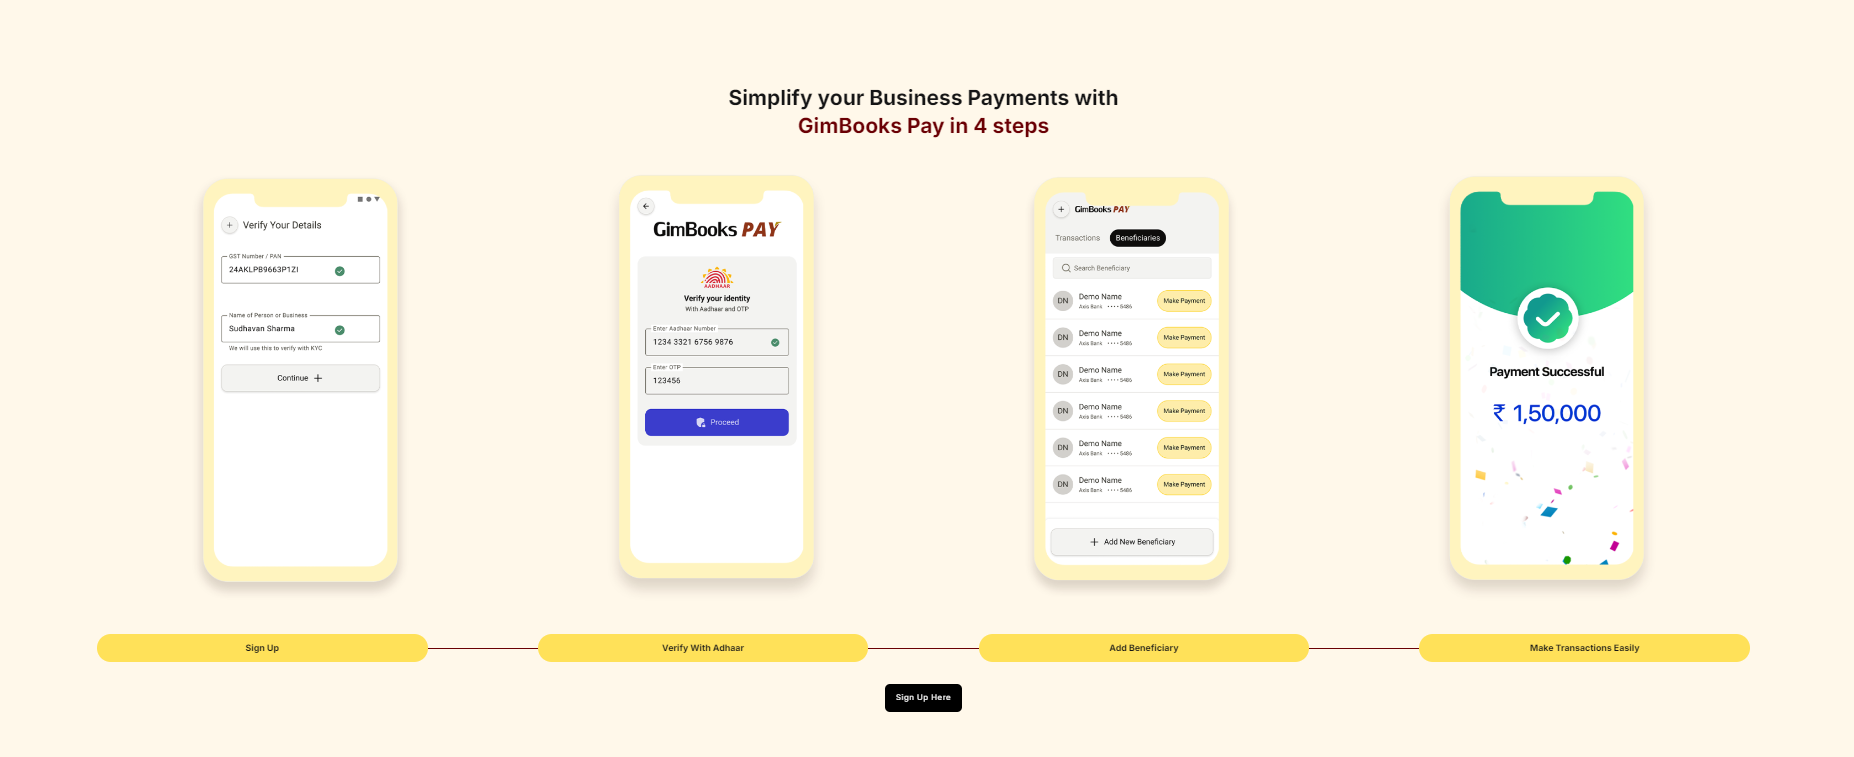 Simplify your Business Payments with
GimBooks Pay in 4 steps
Verify Your Details
GST Number / PAN
24AKLPB9663P1ZI
Name of Person or Business
Sudhavan Sharma
We will use this to verify with KYC
Continue +
GimBooks PAY
AADHAAR
Verify your identity
With Aadhaar and OTP
Enter Aadhaar Number
1234 3321 6756 9876
Enter OTP
123456
Proceed
GimBooks PAY
Transactions Beneficiaries
Search Beneficiary
DN Demo Name Make Payment
Axis Bank ···· 5486
DN Demo Name Make Payment
Axis Bank ···· 5486
DN Demo Name Make Payment
Axis Bank ···· 5486
DN Demo Name Make Payment
Axis Bank ···· 5486
DN Demo Name Make Payment
Axis Bank ···· 5486
DN Demo Name Make Payment
Axis Bank ···· 5486
+ Add New Beneficiary
Payment Successful
₹ 1,50,000
Sign Up
Verify With Adhaar
Add Beneficiary
Make Transactions Easily
Sign Up Here